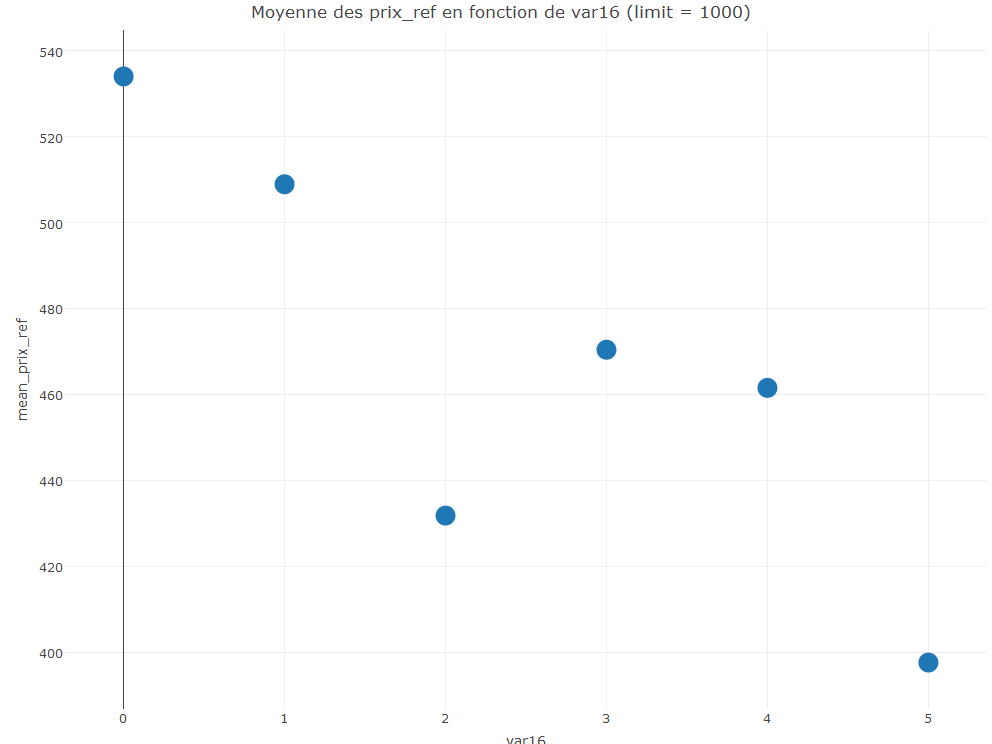 Moyenne des prix_ref en fonction de var16 (limit = 1000)
540
520
500
480
460
440
420
400
mean_prix_ref
0 1 2 3 4 5
var16